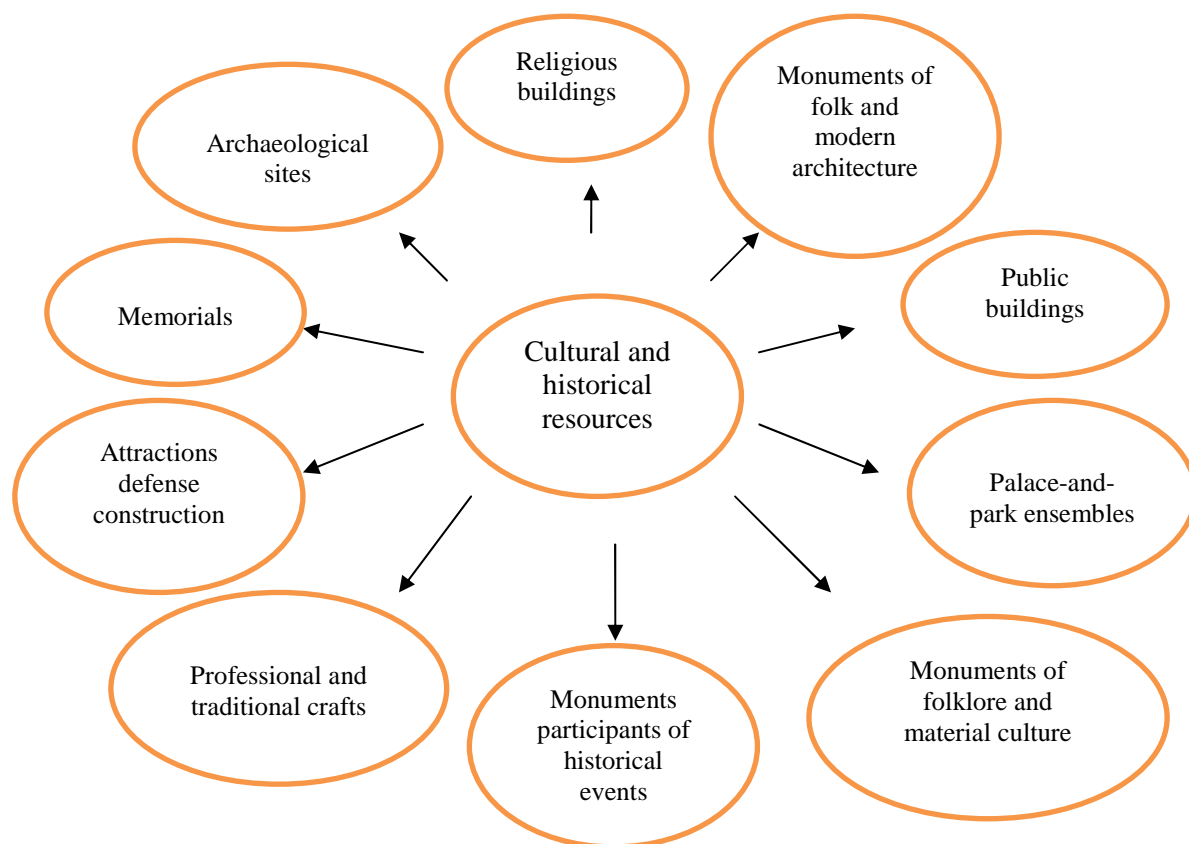 Religious
buildings
Monuments of
folk and
modern
architecture
Archaeological
sites
Public
buildings
Memorials
Cultural and
historical
resources
Attractions
defense
construction
Palace-and-
park ensembles
Professional and
traditional crafts
Monuments
participants of
historical
events
Monuments of
folklore and
material culture